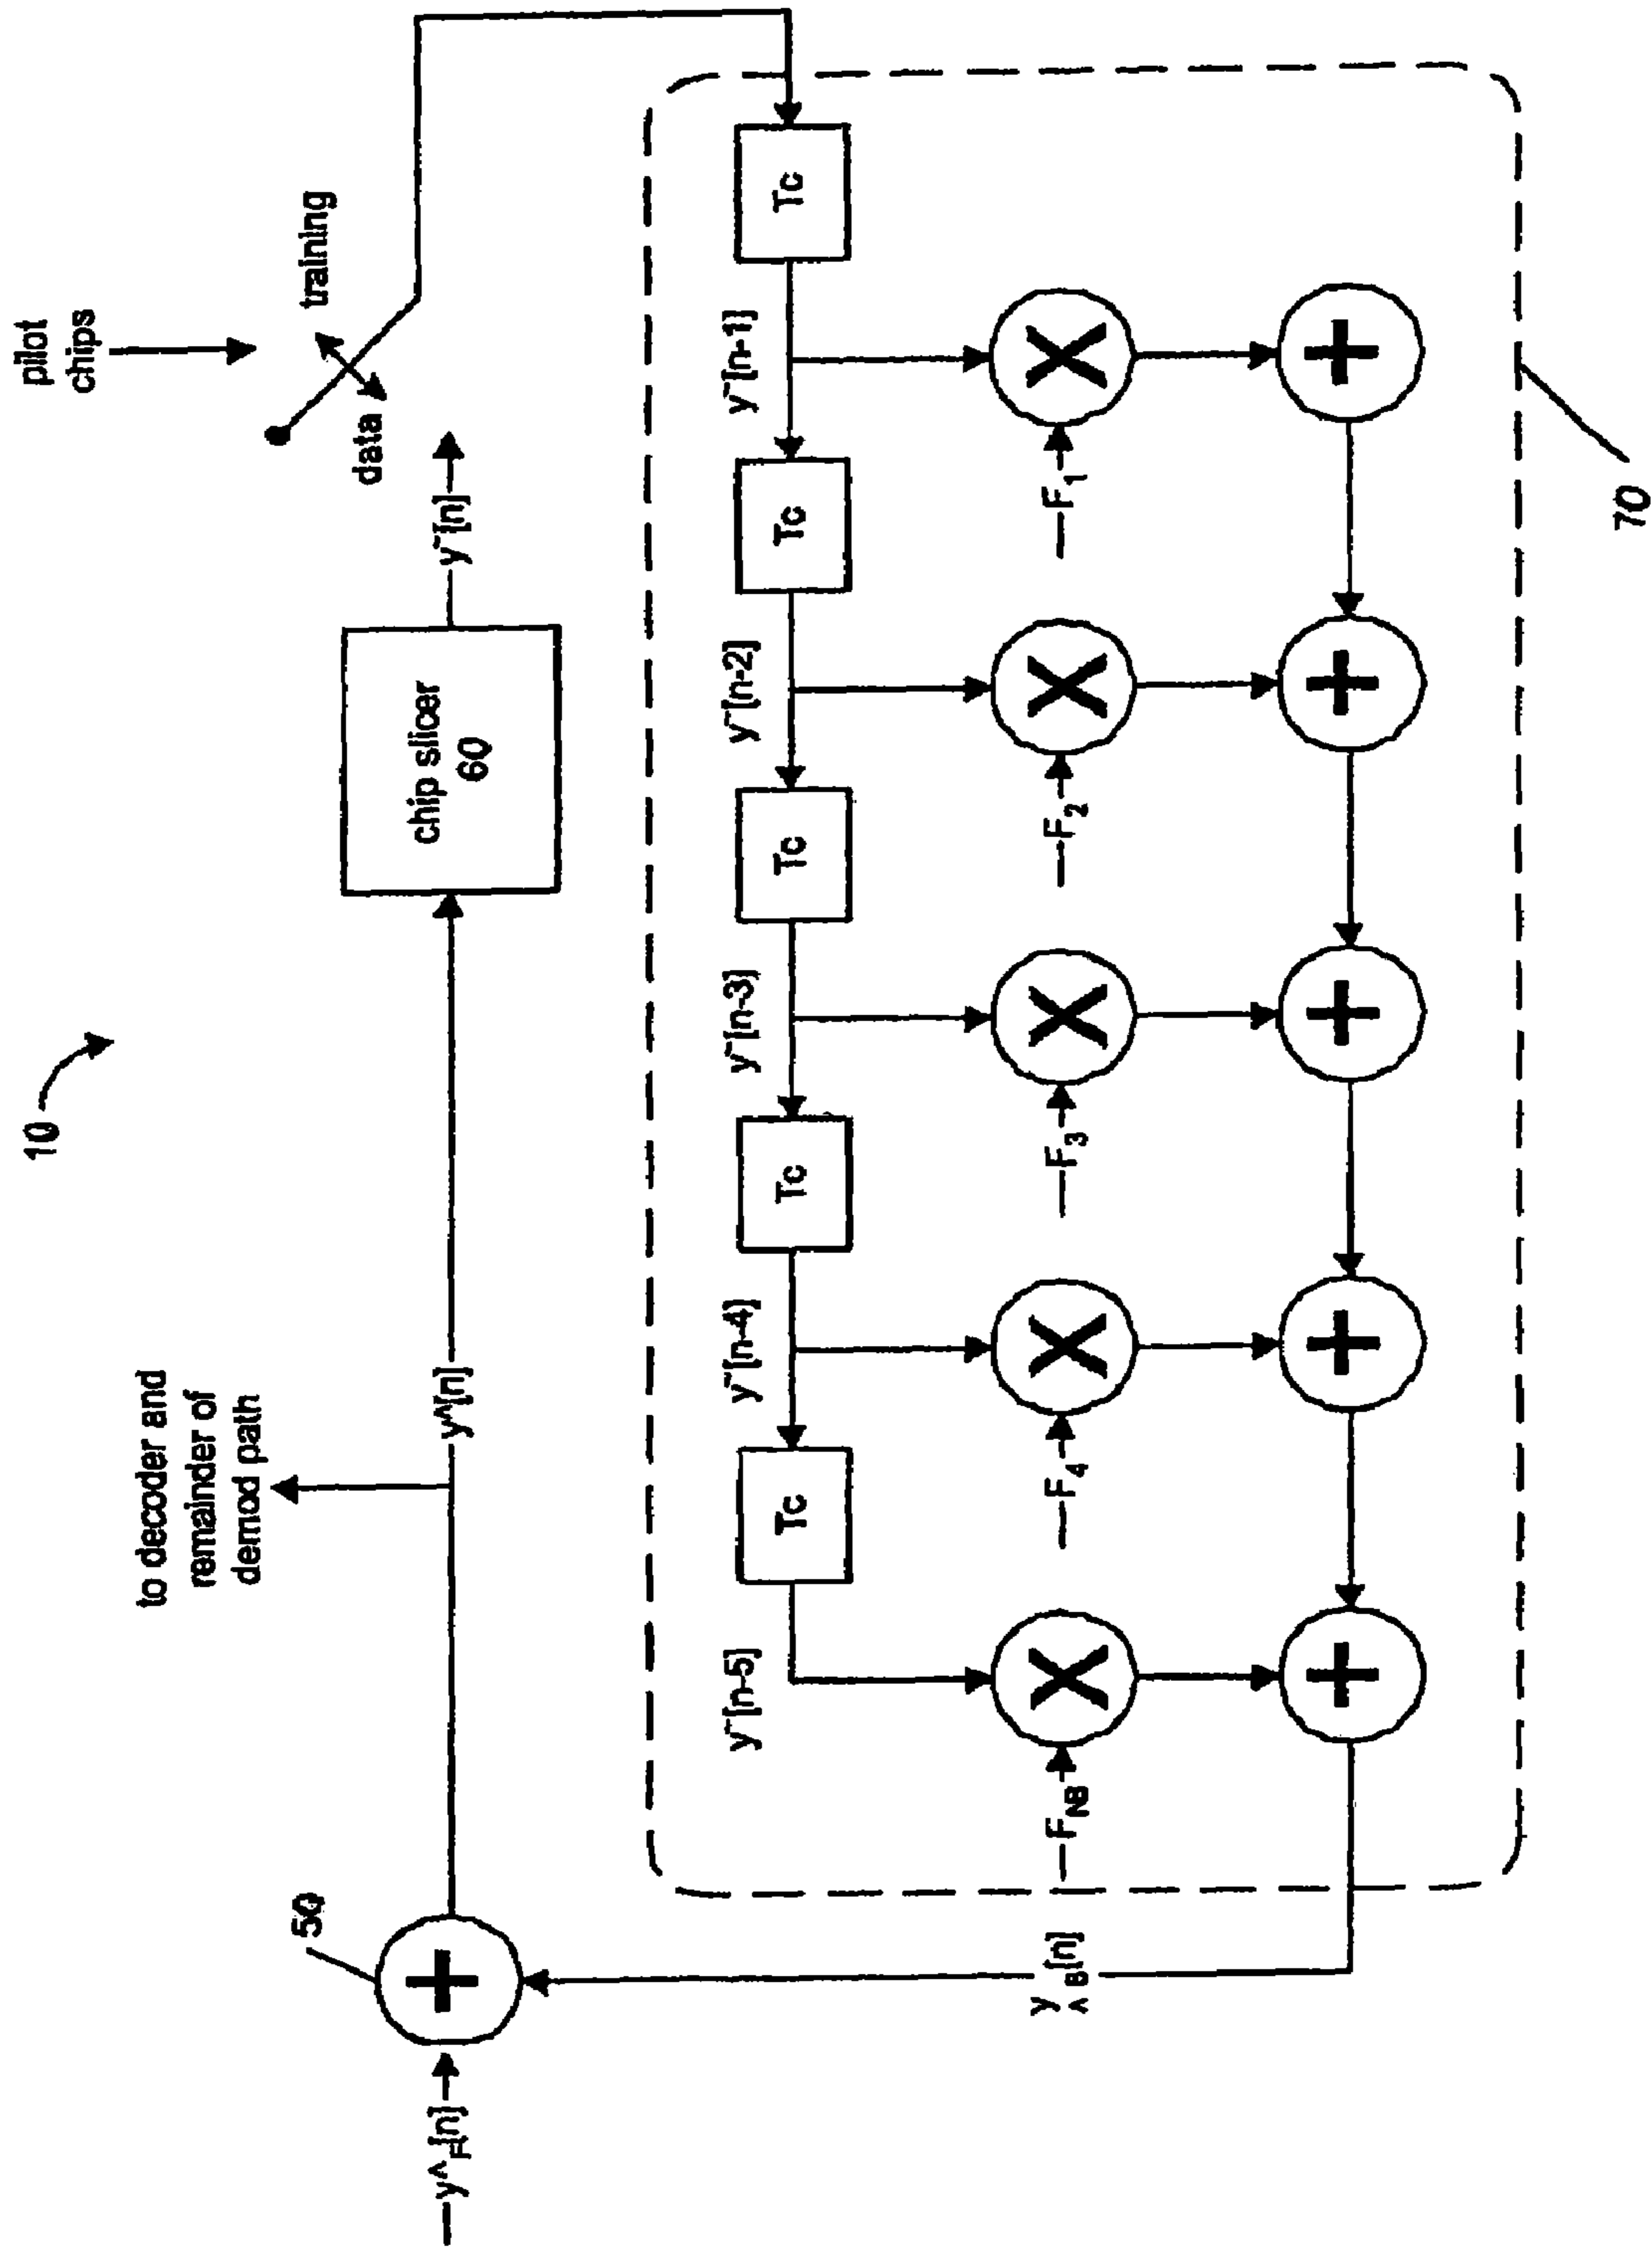 10
pilot
chips
training
data
to decoder and
remainder of
demod path
50
y^F[n]
y^[n]
chip slicer
60
y~[n]
y~[n-5]
y~[n-4]
y~[n-3]
y~[n-2]
y~[n-1]
Tc
Tc
Tc
Tc
Tc
FNB
F4
F3
F2
F1
y^B[n]
70